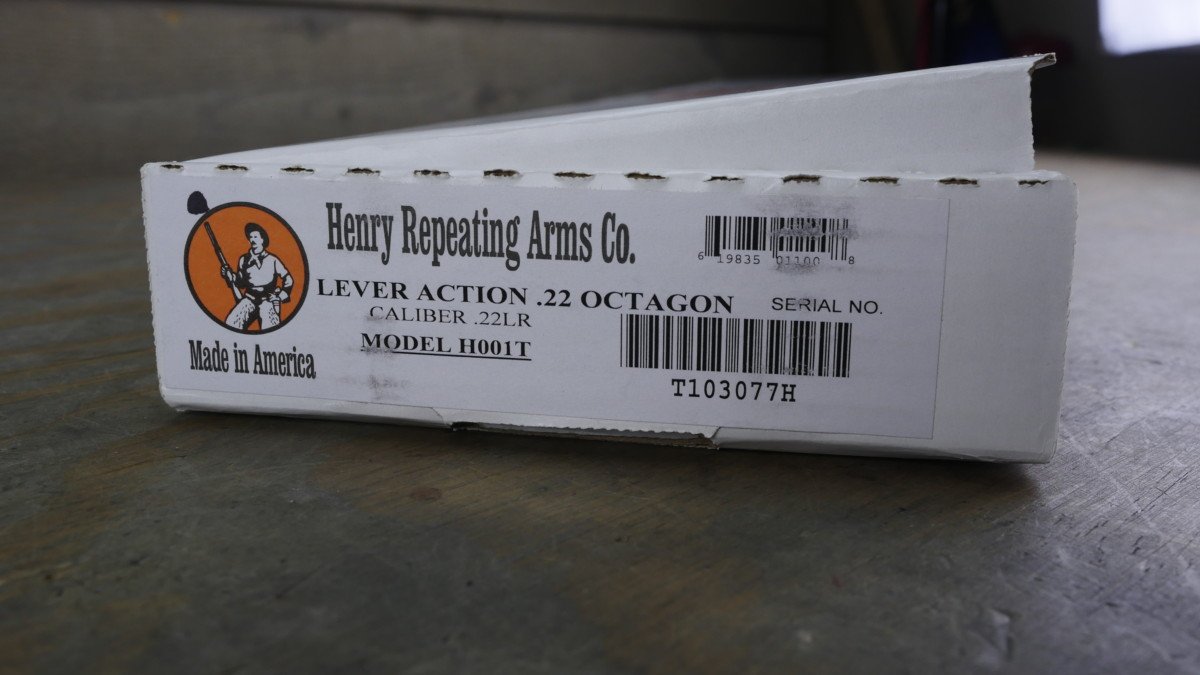 Henry Repeating Arms Co.
6 19835 01100 8
LEVER ACTION .22 OCTAGON
SERIAL NO.
CALIBER .22LR
MODEL H001T
T103077H
Made in America